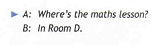 A: Where's the maths lesson?
B: In Room D.